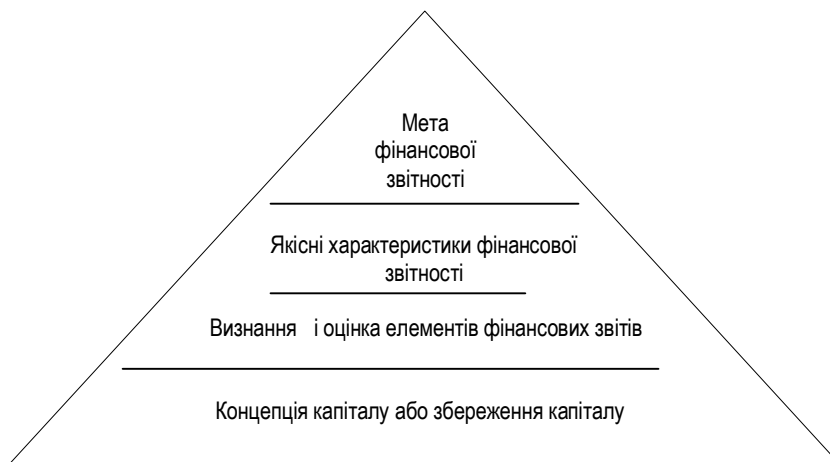 Мета
фінансової
звітності
Якісні характеристики фінансової
звітності
Визнання і оцінка елементів фінансових звітів
Концепція капіталу або збереження капіталу